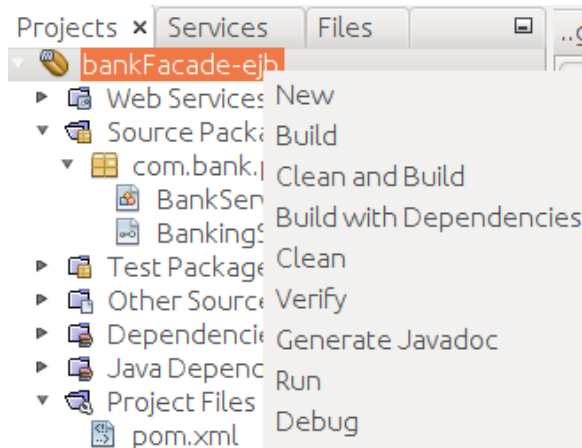 Projects Services Files
bankFacade-ejb
Web Services
Source Packa
com.bank.
BankSer
Banking
Test Package
Other Source
Dependencie
Java Depend
Project Files
pom.xml
New
Build
Clean and Build
Build with Dependencies
Clean
Verify
Generate Javadoc
Run
Debug